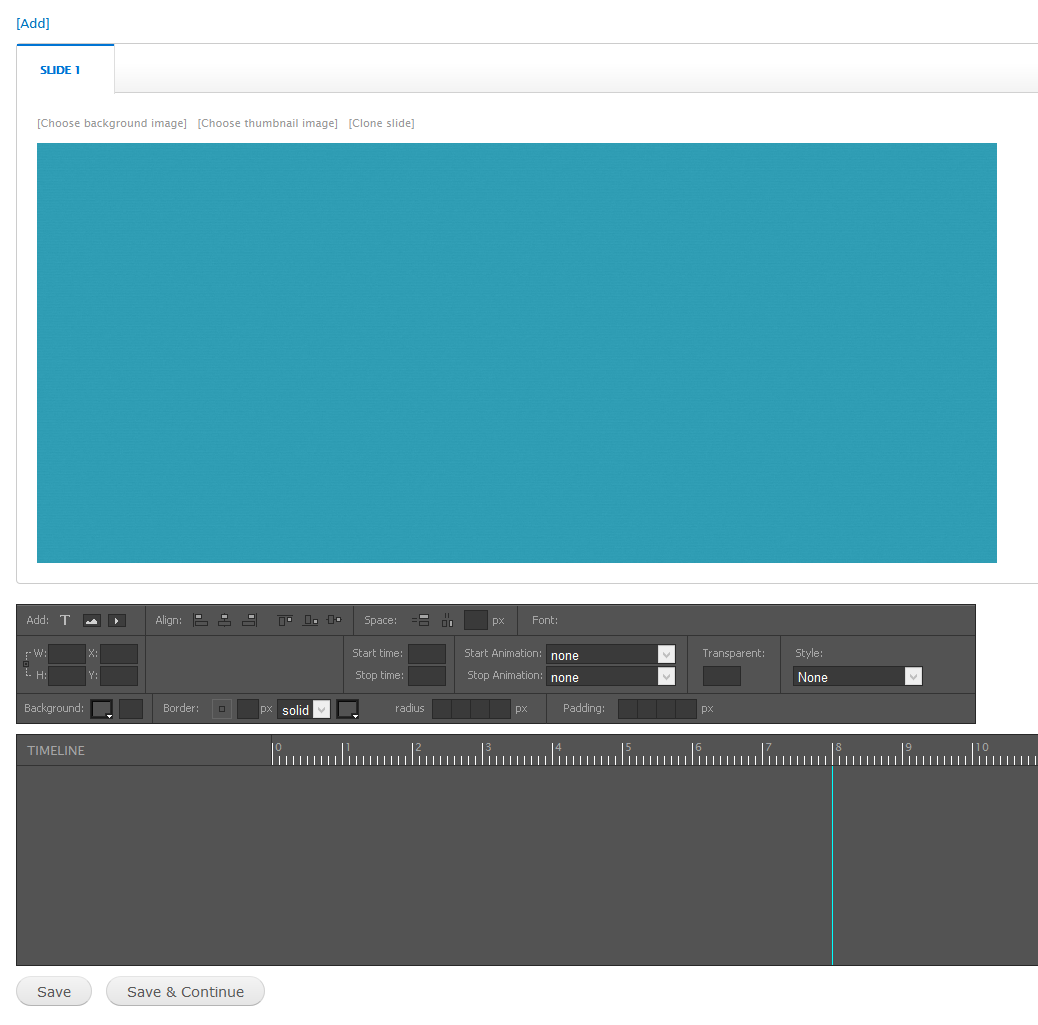 [Add]
SLIDE 1
[Choose background image] [Choose thumbnail image] [Clone slide]
Add: T Align: Space: px Font:
W: X: Start time: Start Animation: none Transparent: Style:
H: Y: Stop time: Stop Animation: none None
Background: Border: px solid radius px Padding: px
TIMELINE 0 1 2 3 4 5 6 7 8 9 10
Save Save & Continue